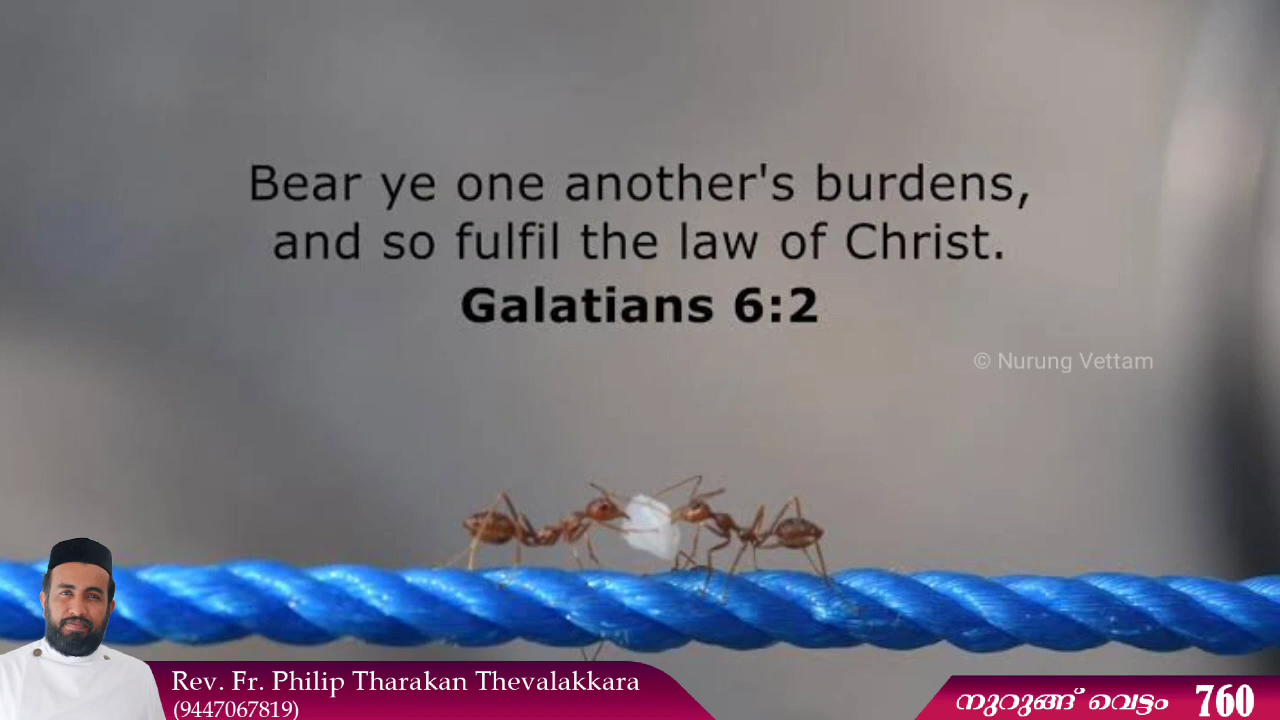 Bear ye one another's burdens,
and so fulfil the law of Christ.
Galatians 6:2
© Nurung Vettam
Rev. Fr. Philip Tharakan Thevalakkara
(9447067819)
നുറുങ്ങ് വെട്ടം 760